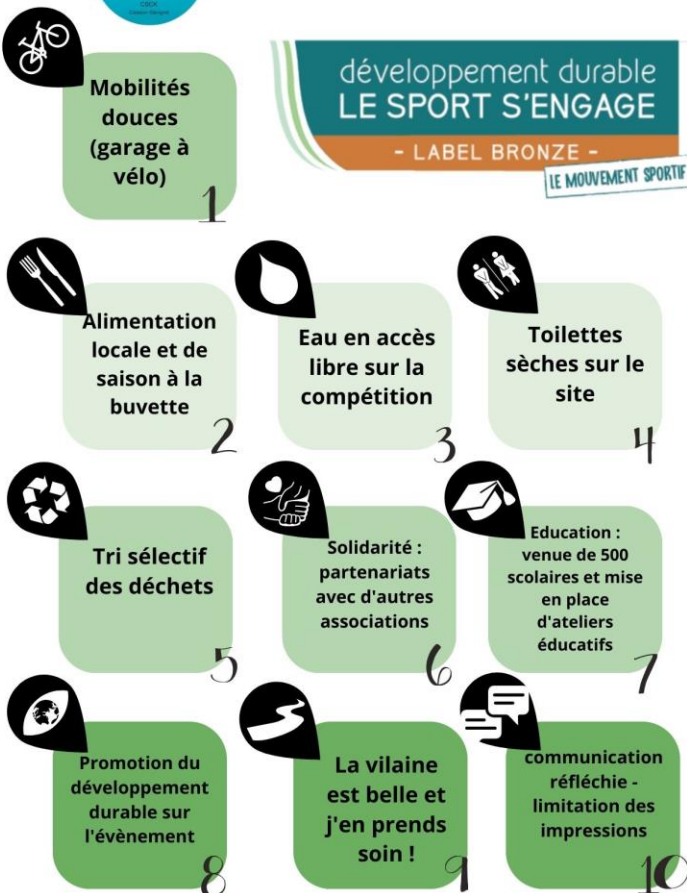 CDCK
Mobilités
douces
(garage à
vélo)
1
développement durable
LE SPORT S'ENGAGE
- LABEL BRONZE -
LE MOUVEMENT SPORTIF
Alimentation
locale et de
saison à la
buvette
2
Eau en accès
libre sur la
compétition
3
Toilettes
sèches sur le
site
4
Tri sélectif
des déchets
5
Solidarité :
partenariats
avec d'autres
associations
6
Education :
venue de 500
scolaires et mise
en place
d'ateliers
éducatifs
7
Promotion du
développement
durable sur
l'évènement
8
La vilaine
est belle et
j'en prends
soin !
9
communication
réfléchie -
limitation des
impressions
10